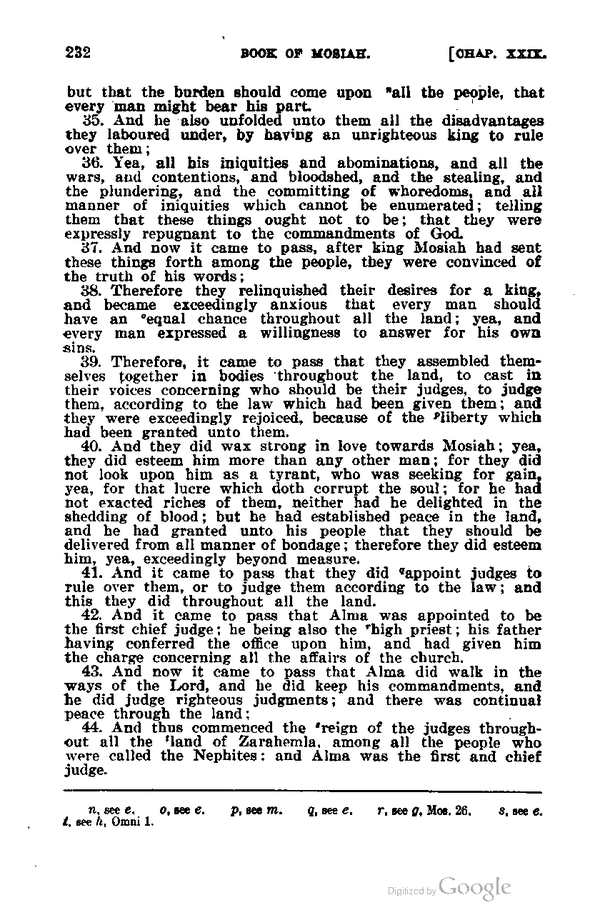 232 BOOK OF MOSIAH. [CHAP. XXIX.
but that the burden should come upon ⁿall the people, that
every man might bear his part.
35. And he also unfolded unto them all the disadvantages
they laboured under, by having an unrighteous king to rule
over them;
36. Yea, all his iniquities and abominations, and all the
wars, and contentions, and bloodshed, and the stealing, and
the plundering, and the committing of whoredoms, and all
manner of iniquities which cannot be enumerated; telling
them that these things ought not to be; that they were
expressly repugnant to the commandments of God.
37. And now it came to pass, after king Mosiah had sent
these things forth among the people, they were convinced of
the truth of his words;
38. Therefore they relinquished their desires for a king,
and became exceedingly anxious that every man should
have an ᵒequal chance throughout all the land; yea, and
every man expressed a willingness to answer for his own
sins.
39. Therefore, it came to pass that they assembled them-
selves together in bodies throughout the land, to cast in
their voices concerning who should be their judges, to judge
them, according to the law which had been given them; and
they were exceedingly rejoiced, because of the ᵖliberty which
had been granted unto them.
40. And they did wax strong in love towards Mosiah; yea,
they did esteem him more than any other man; for they did
not look upon him as a tyrant, who was seeking for gain,
yea, for that lucre which doth corrupt the soul; for he had
not exacted riches of them, neither had he delighted in the
shedding of blood; but he had established peace in the land,
and he had granted unto his people that they should be
delivered from all manner of bondage; therefore they did esteem
him, yea, exceedingly beyond measure.
41. And it came to pass that they did qappoint judges to
rule over them, or to judge them according to the law; and
this they did throughout all the land.
42. And it came to pass that Alma was appointed to be
the first chief judge; he being also the ʳhigh priest; his father
having conferred the office upon him, and had given him
the charge concerning all the affairs of the church.
43. And now it came to pass that Alma did walk in the
ways of the Lord, and he did keep his commandments, and
he did judge righteous judgments; and there was continual
peace through the land;
44. And thus commenced the ˢreign of the judges through-
out all the ᵗland of Zarahemla, among all the people who
were called the Nephites: and Alma was the first and chief
judge.
n, see e. o, see e. p, see m. q, see e. r, see g, Mos. 26. s, see e.
t, see h, Omni 1.
Digitized by Google